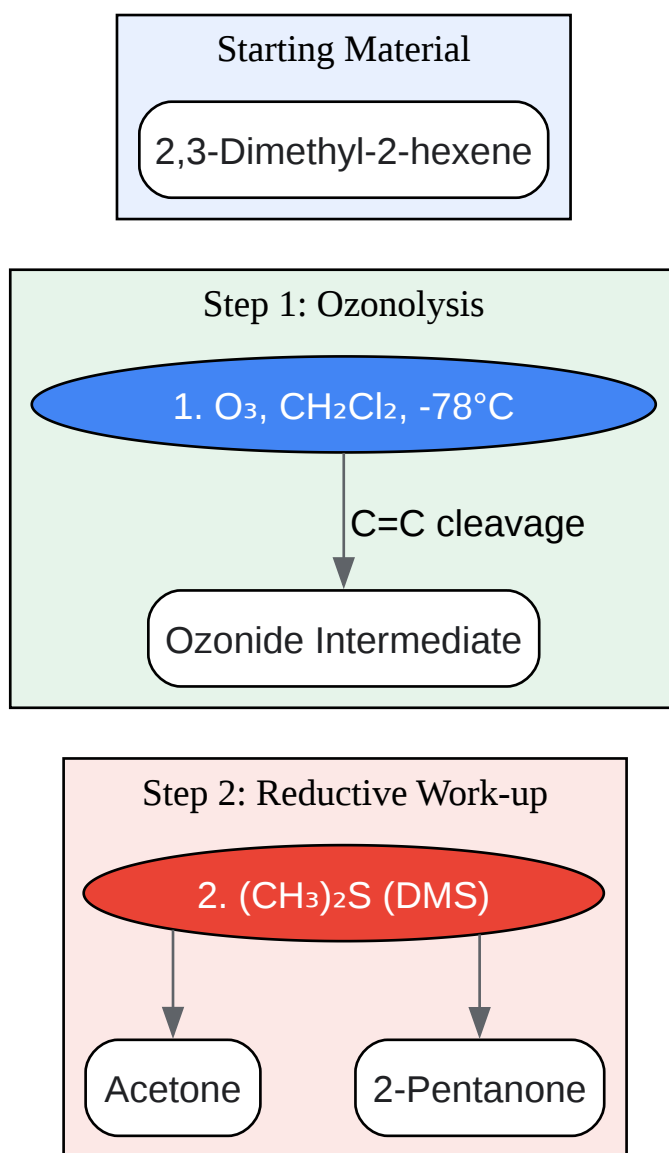 Starting Material
2,3-Dimethyl-2-hexene
Step 1: Ozonolysis
1. O₃, CH₂Cl₂, -78°C
C=C cleavage
Ozonide Intermediate
Step 2: Reductive Work-up
2. (CH₃)₂S (DMS)
Acetone
2-Pentanone